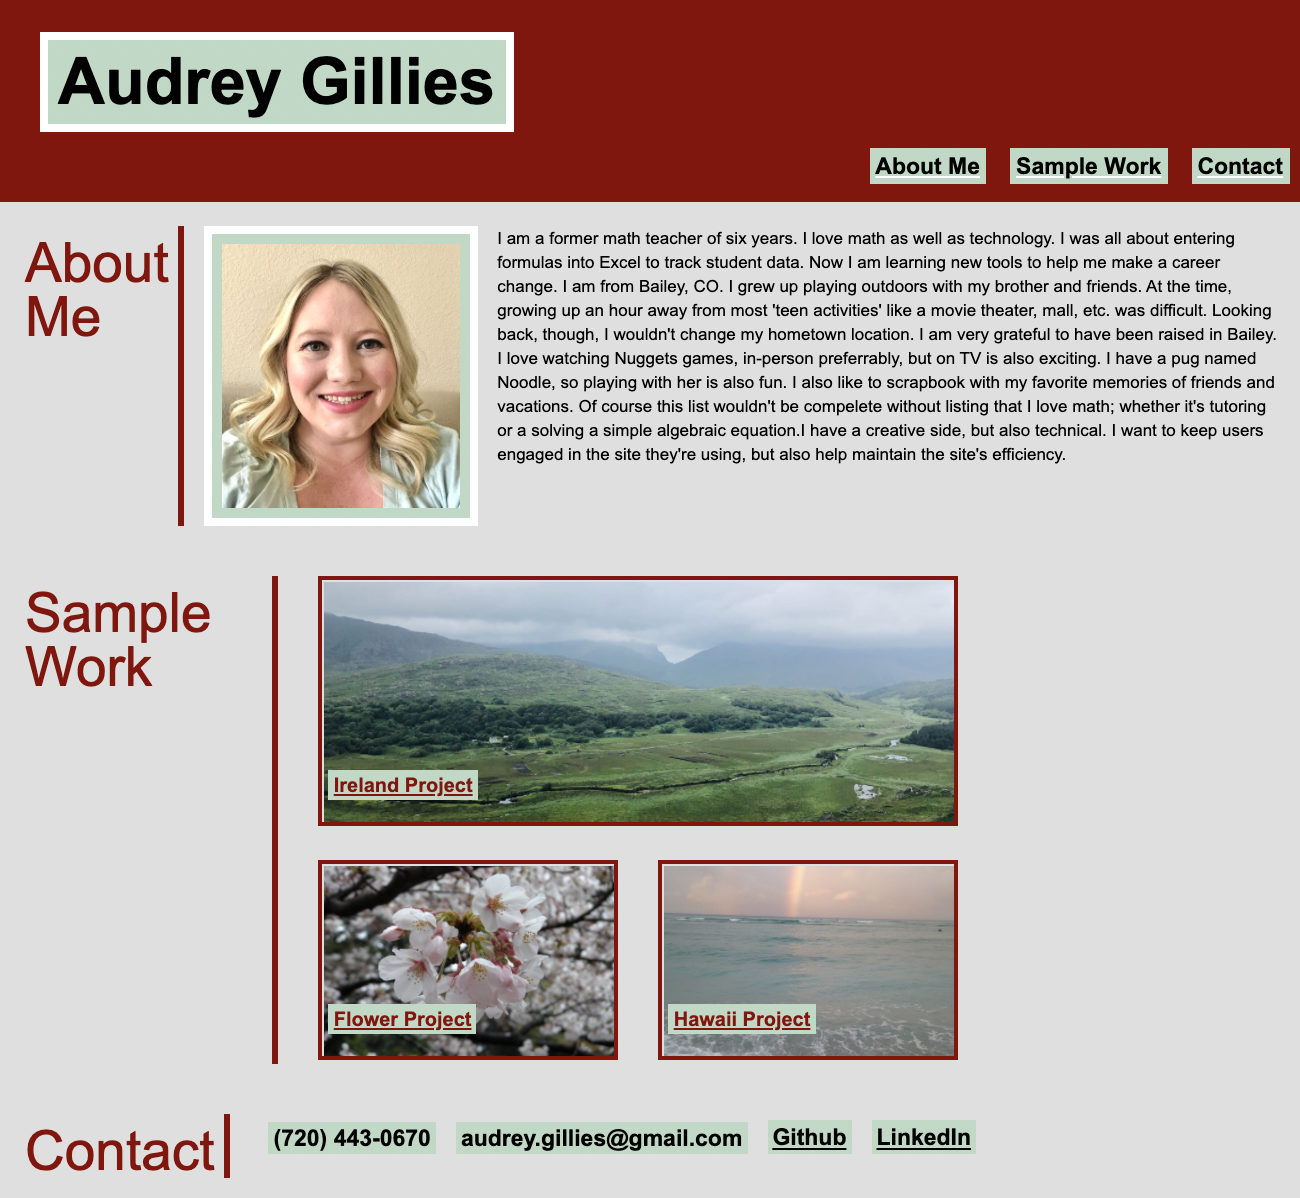 Audrey Gillies
About Me
Sample Work
Contact
About
Me
I am a former math teacher of six years. I love math as well as technology. I was all about entering
formulas into Excel to track student data. Now I am learning new tools to help me make a career
change. I am from Bailey, CO. I grew up playing outdoors with my brother and friends. At the time,
growing up an hour away from most 'teen activities' like a movie theater, mall, etc. was difficult. Looking
back, though, I wouldn't change my hometown location. I am very grateful to have been raised in Bailey.
I love watching Nuggets games, in-person preferrably, but on TV is also exciting. I have a pug named
Noodle, so playing with her is also fun. I also like to scrapbook with my favorite memories of friends and
vacations. Of course this list wouldn't be compelete without listing that I love math; whether it's tutoring
or a solving a simple algebraic equation.I have a creative side, but also technical. I want to keep users
engaged in the site they're using, but also help maintain the site's efficiency.
Sample
Work
Ireland Project
Flower Project
Hawaii Project
Contact
(720) 443-0670
audrey.gillies@gmail.com
Github
LinkedIn